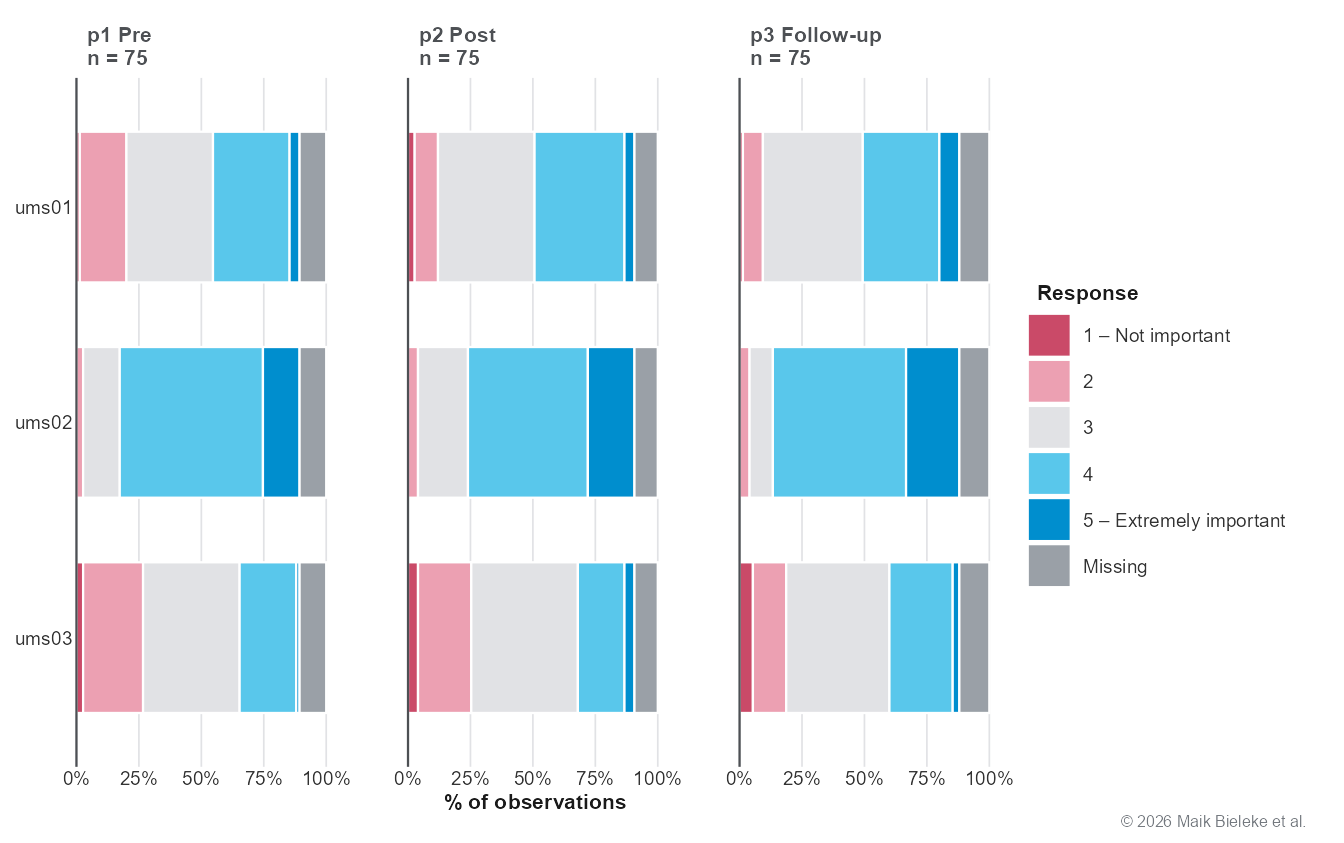 p1 Pre
n = 75
p2 Post
n = 75
p3 Follow-up
n = 75
ums01
ums02
ums03
0%
25%
50%
75%
100%
0%
25%
50%
75%
100%
0%
25%
50%
75%
100%
% of observations
Response
1 – Not important
2
3
4
5 – Extremely important
Missing
© 2026 Maik Bieleke et al.